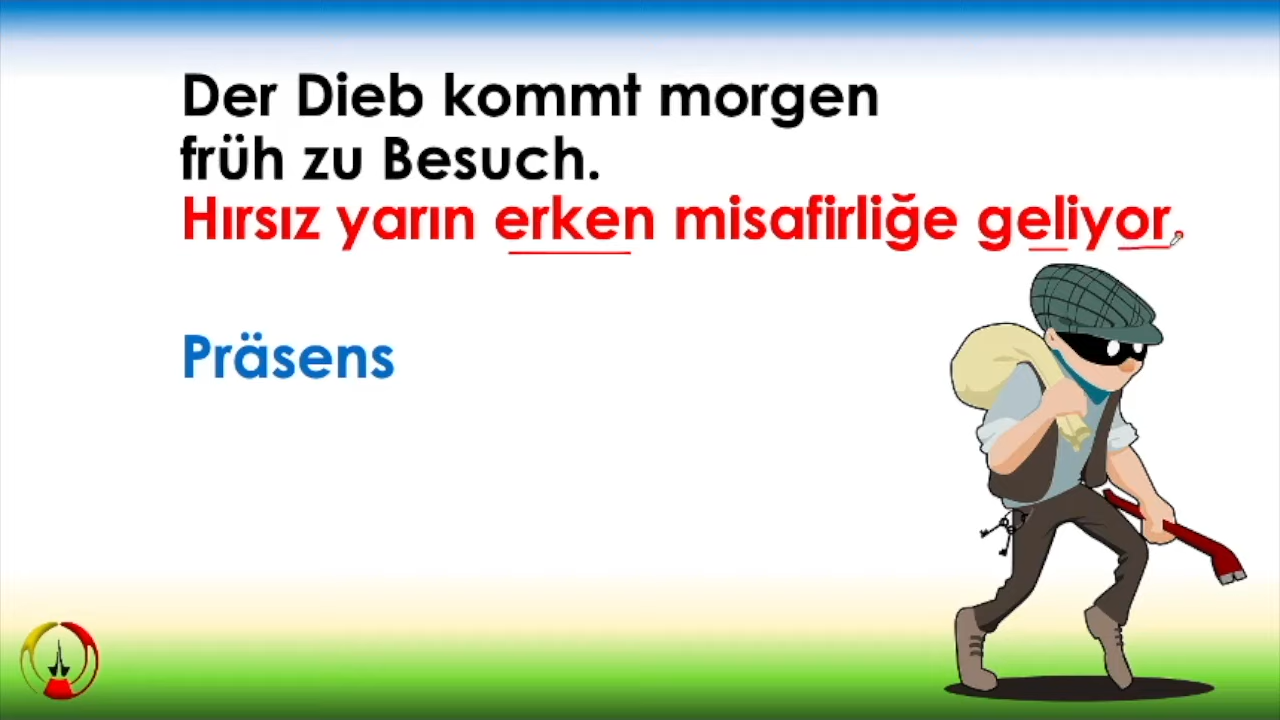 Der Dieb kommt morgen
früh zu Besuch.
Hırsız yarın erken misafirliğe geliyor.
Präsens